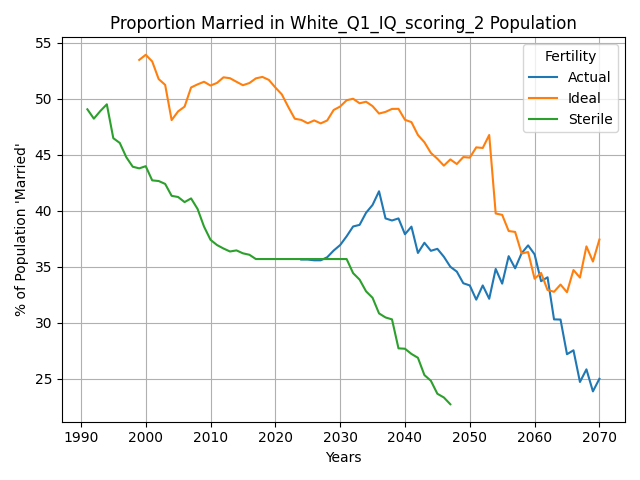 Proportion Married in White_Q1_IQ_scoring_2 Population
% of Population 'Married'
55
50
45
40
35
30
25
Fertility
Actual
Ideal
Sterile
1990 2000 2010 2020 2030 2040 2050 2060 2070
Years